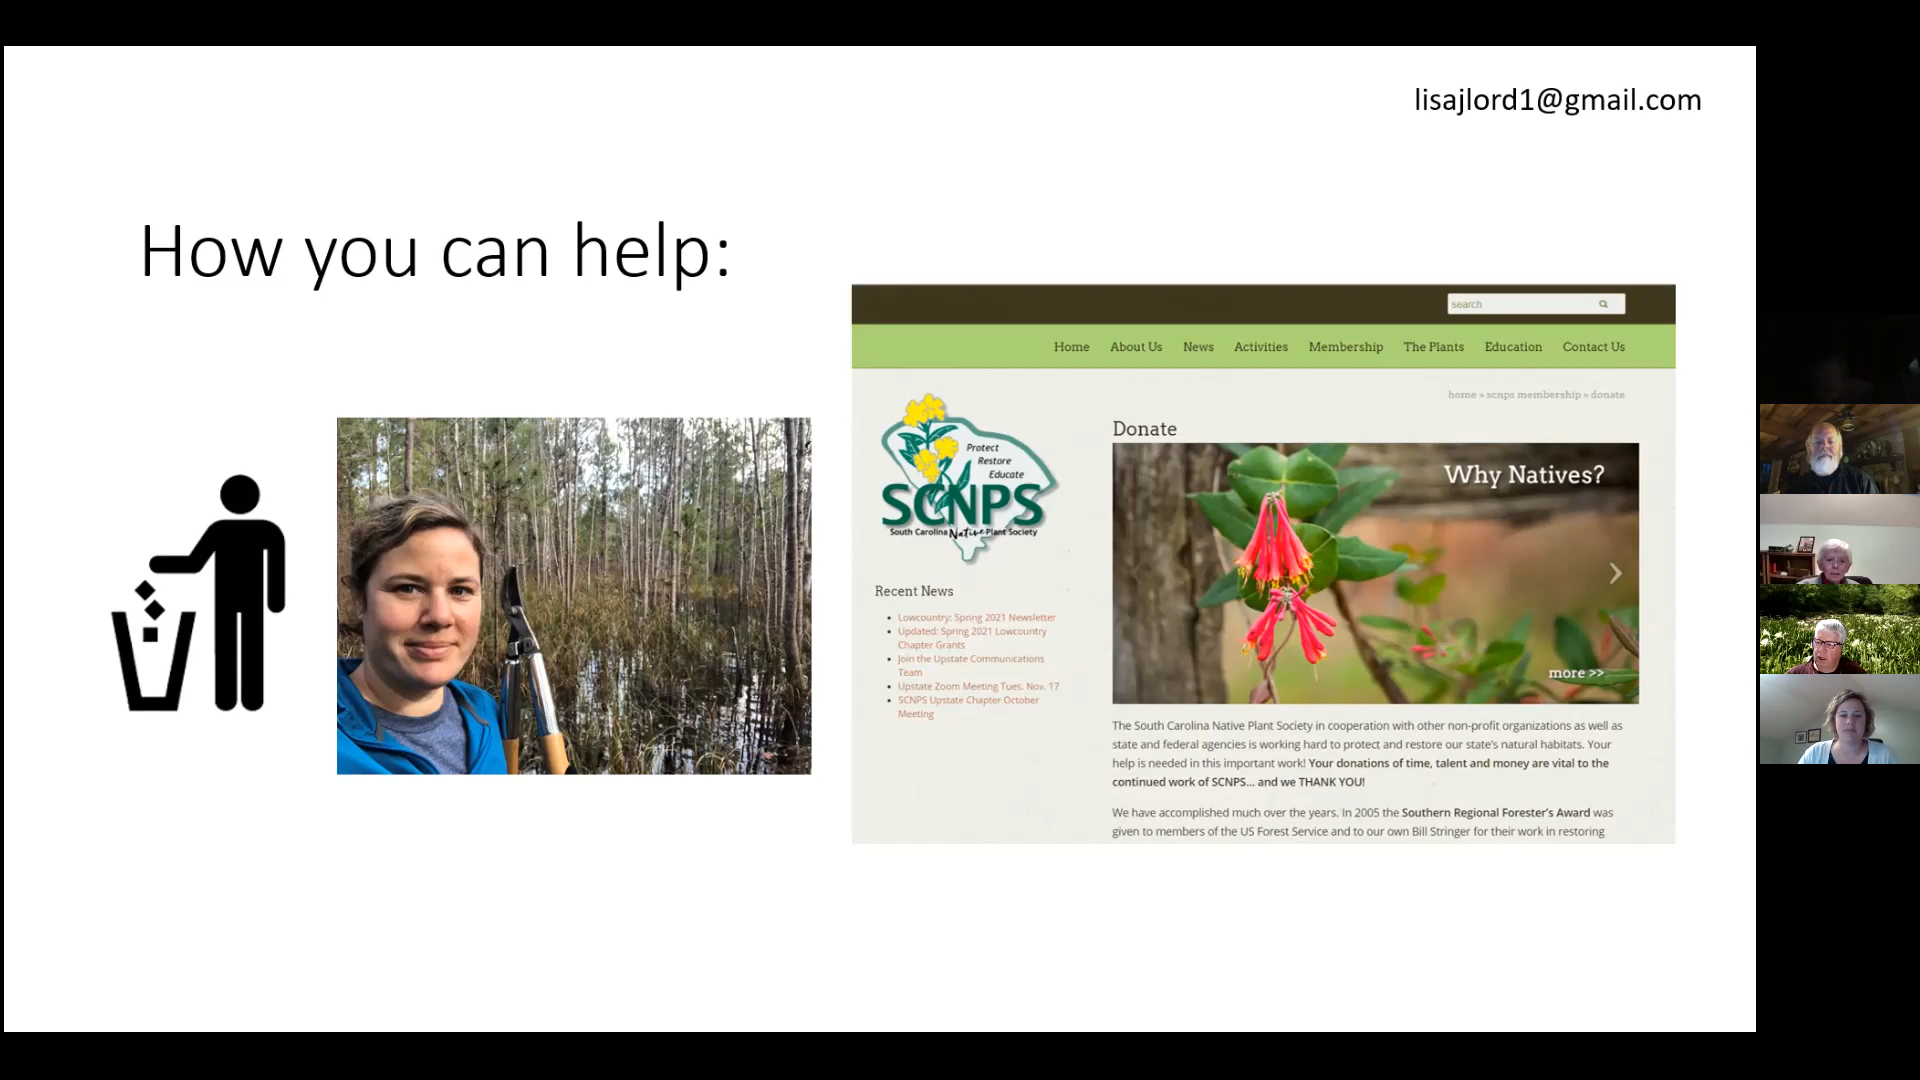 lisajlord1@gmail.com
How you can help:
search
Home About Us News Activities Membership The Plants Education Contact Us
home » scnps membership » donate
Protect
Restore
Educate
SCNPS
South Carolina Native Plant Society
Recent News
Lowcountry: Spring 2021 Newsletter
Updated: Spring 2021 Lowcountry
Chapter Grants
Join the Upstate Communications
Team
Upstate Zoom Meeting Tues. Nov. 17
SCNPS Upstate Chapter October
Meeting
Donate
Why Natives?
more >>
The South Carolina Native Plant Society in cooperation with other non-profit organizations as well as
state and federal agencies is working hard to protect and restore our state's natural habitats. Your
help is needed in this important work! Your donations of time, talent and money are vital to the
continued work of SCNPS... and we THANK YOU!
We have accomplished much over the years. In 2005 the Southern Regional Forester's Award was
given to members of the US Forest Service and to our own Bill Stringer for their work in restoring